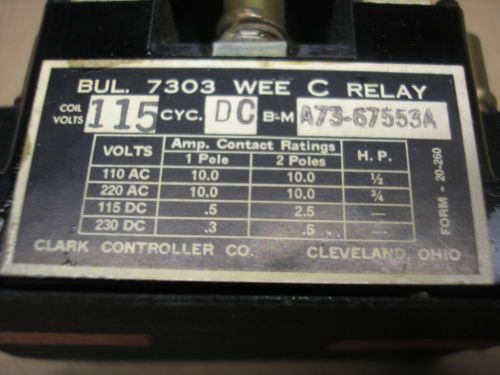 BUL. 7303 WEE C RELAY
COIL VOLTS 115 CYC. DC B-M A73-67553A
VOLTS Amp. Contact Ratings H. P.
1 Pole 2 Poles
110 AC 10.0 10.0 ½
220 AC 10.0 10.0 ¾
115 DC .5 2.5 —
230 DC .3 .5 —
CLARK CONTROLLER CO. CLEVELAND, OHIO
FORM - 20-260